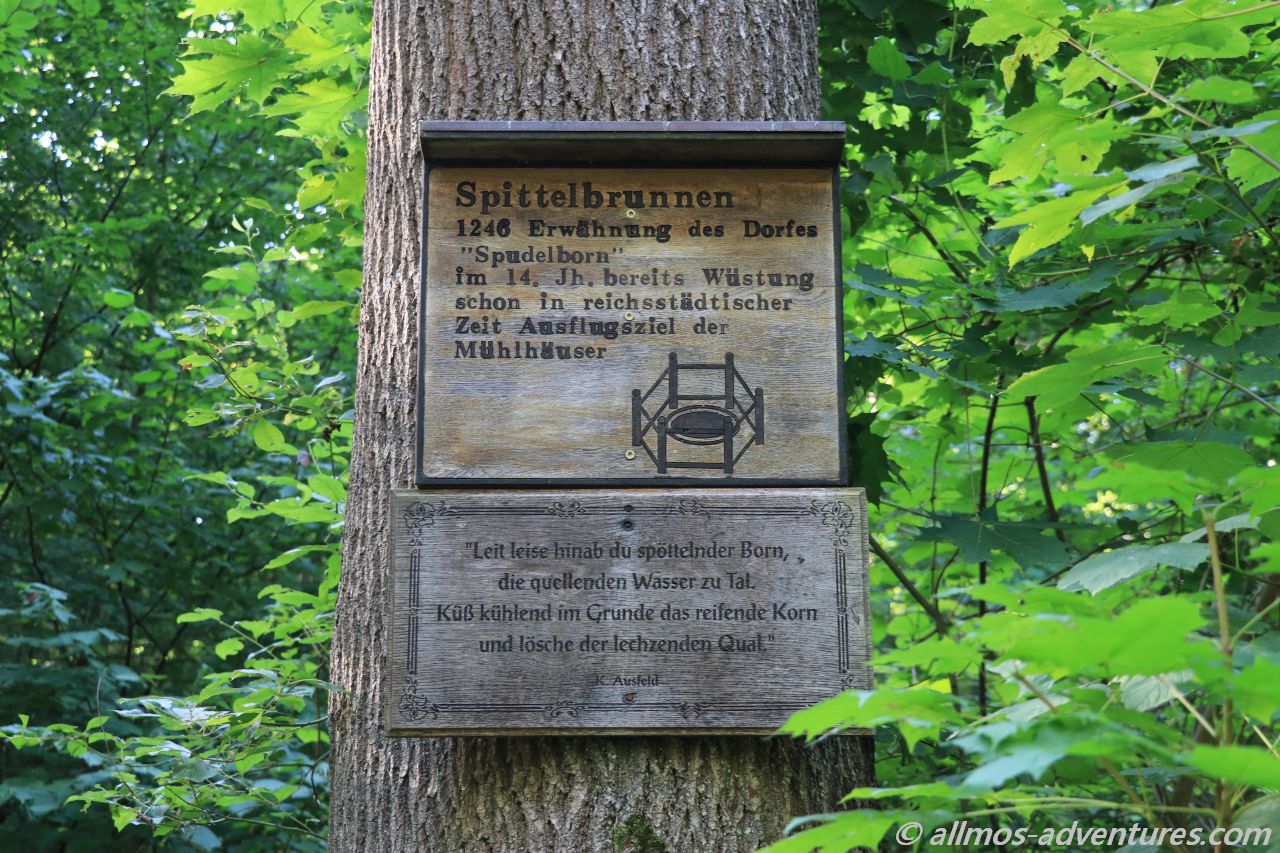 Spittelbrunnen
1246 Erwähnung des Dorfes
"Spudelborn"
im 14. Jh. bereits Wüstung
schon in reichsstädtischer
Zeit Ausflugsziel der
Mühlhäuser
"Leit leise hinab du spöttelnder Born,
die quellenden Wasser zu Tal.
Küß kühlend im Grunde das reifende Korn
und lösche der lechzenden Qual."
K. Ausfeld
© allmos-adventures.com